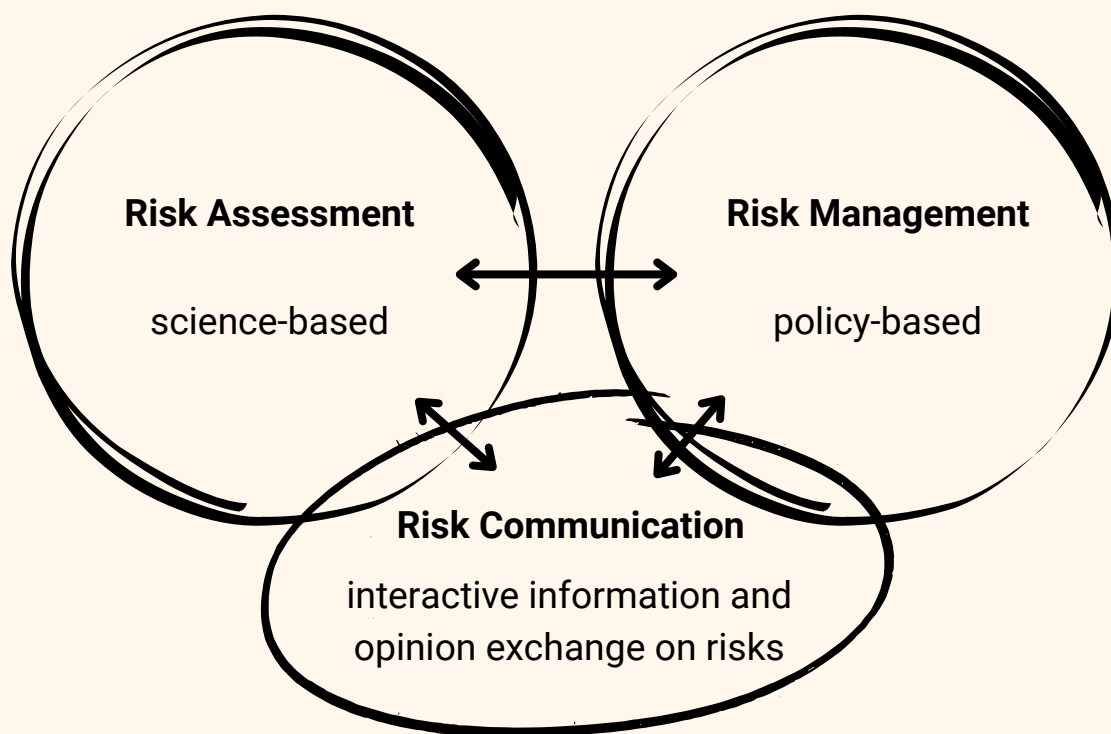 Risk Assessment
science-based
Risk Management
policy-based
Risk Communication
interactive information and
opinion exchange on risks